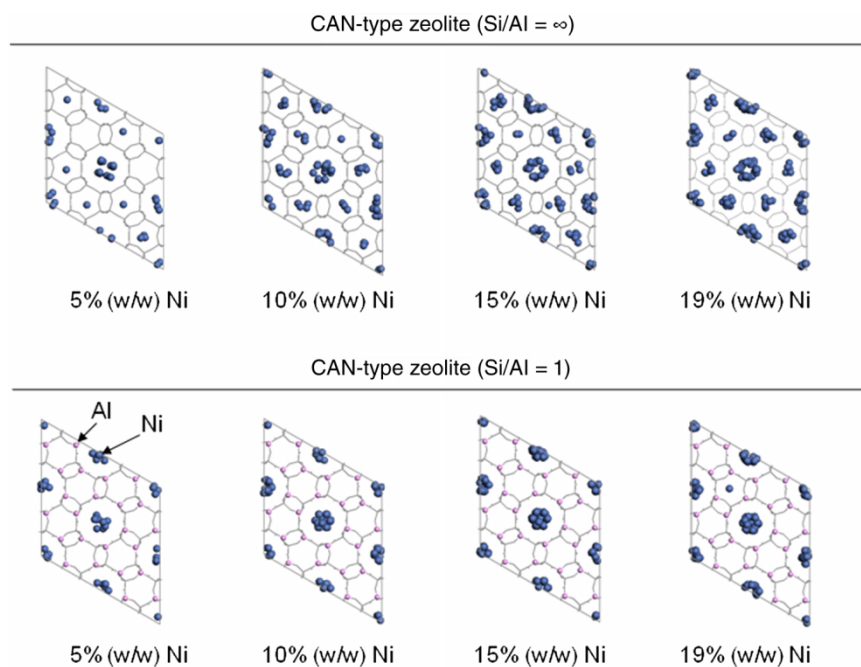 CAN-type zeolite (Si/Al = ∞)
5% (w/w) Ni 10% (w/w) Ni 15% (w/w) Ni 19% (w/w) Ni
CAN-type zeolite (Si/Al = 1)
Al Ni
5% (w/w) Ni 10% (w/w) Ni 15% (w/w) Ni 19% (w/w) Ni